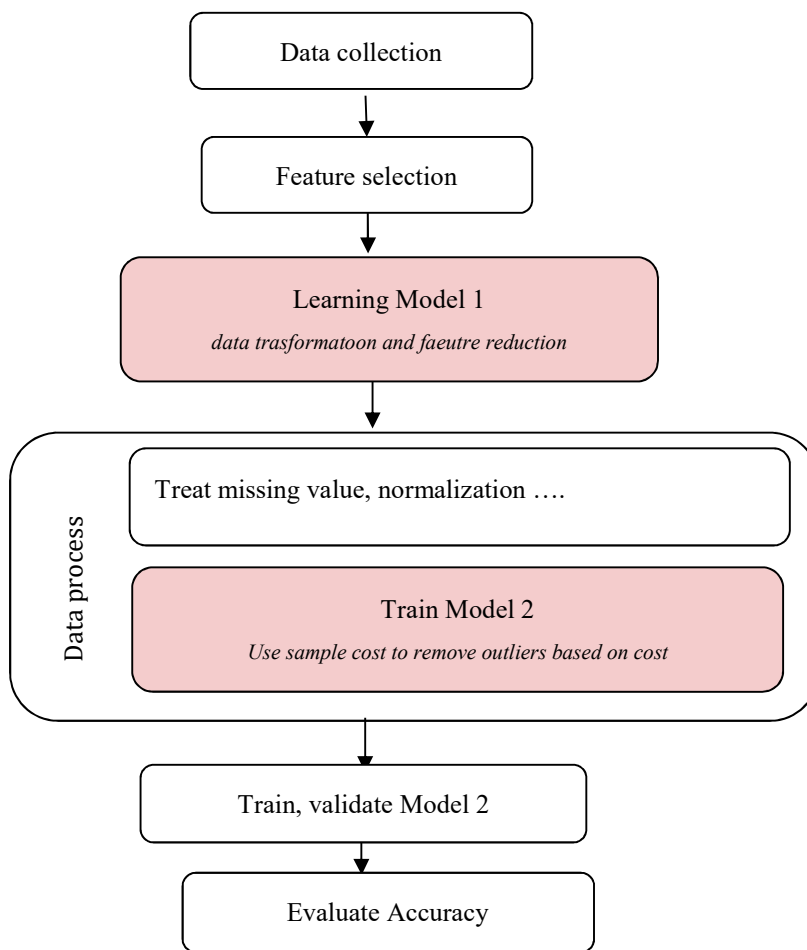 Data collection
Feature selection
Learning Model 1
data trasformatoon and faeutre reduction
Data process
Treat missing value, normalization ….
Train Model 2
Use sample cost to remove outliers based on cost
Train, validate Model 2
Evaluate Accuracy